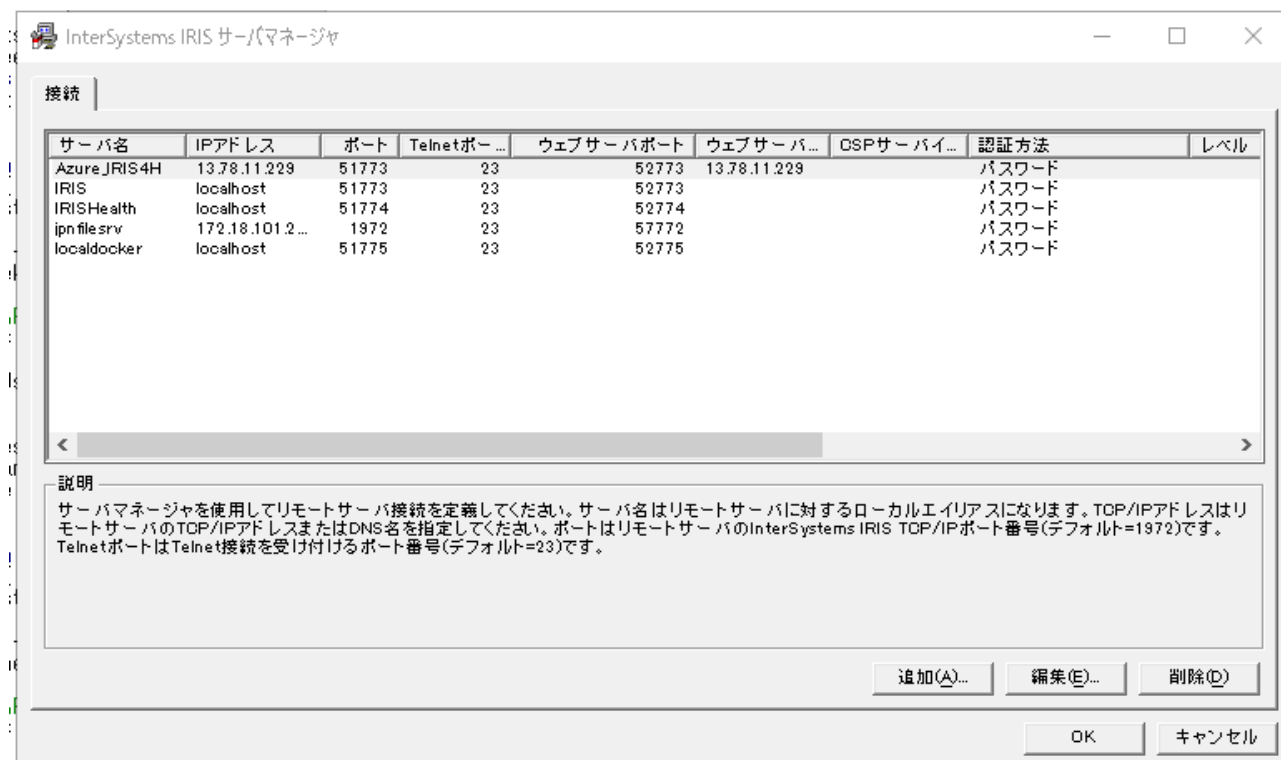 InterSystems IRIS サーバマネージャ
接続
サーバ名 IPアドレス ポート Telnetポー... ウェブサーバポート ウェブサーバ... CSPサーバイ... 認証方法 レベル
Azure_IRIS4H 13.78.11.229 51773 23 52773 13.78.11.229 パスワード
IRIS localhost 51773 23 52773 パスワード
IRISHealth localhost 51774 23 52774 パスワード
jpnfilesrv 172.18.101.2... 1972 23 57772 パスワード
localdocker localhost 51775 23 52775 パスワード
説明
サーバマネージャを使用してリモートサーバ接続を定義してください。サーバ名はリモートサーバに対するローカルエイリアスになります。TCP/IPアドレスはリ
モートサーバのTCP/IPアドレスまたはDNS名を指定してください。ポートはリモートサーバのInterSystems IRIS TCP/IPポート番号(デフォルト=1972)です。
TelnetポートはTelnet接続を受け付けるポート番号(デフォルト=23)です。
追加(A)... 編集(E)... 削除(D)
OK キャンセル